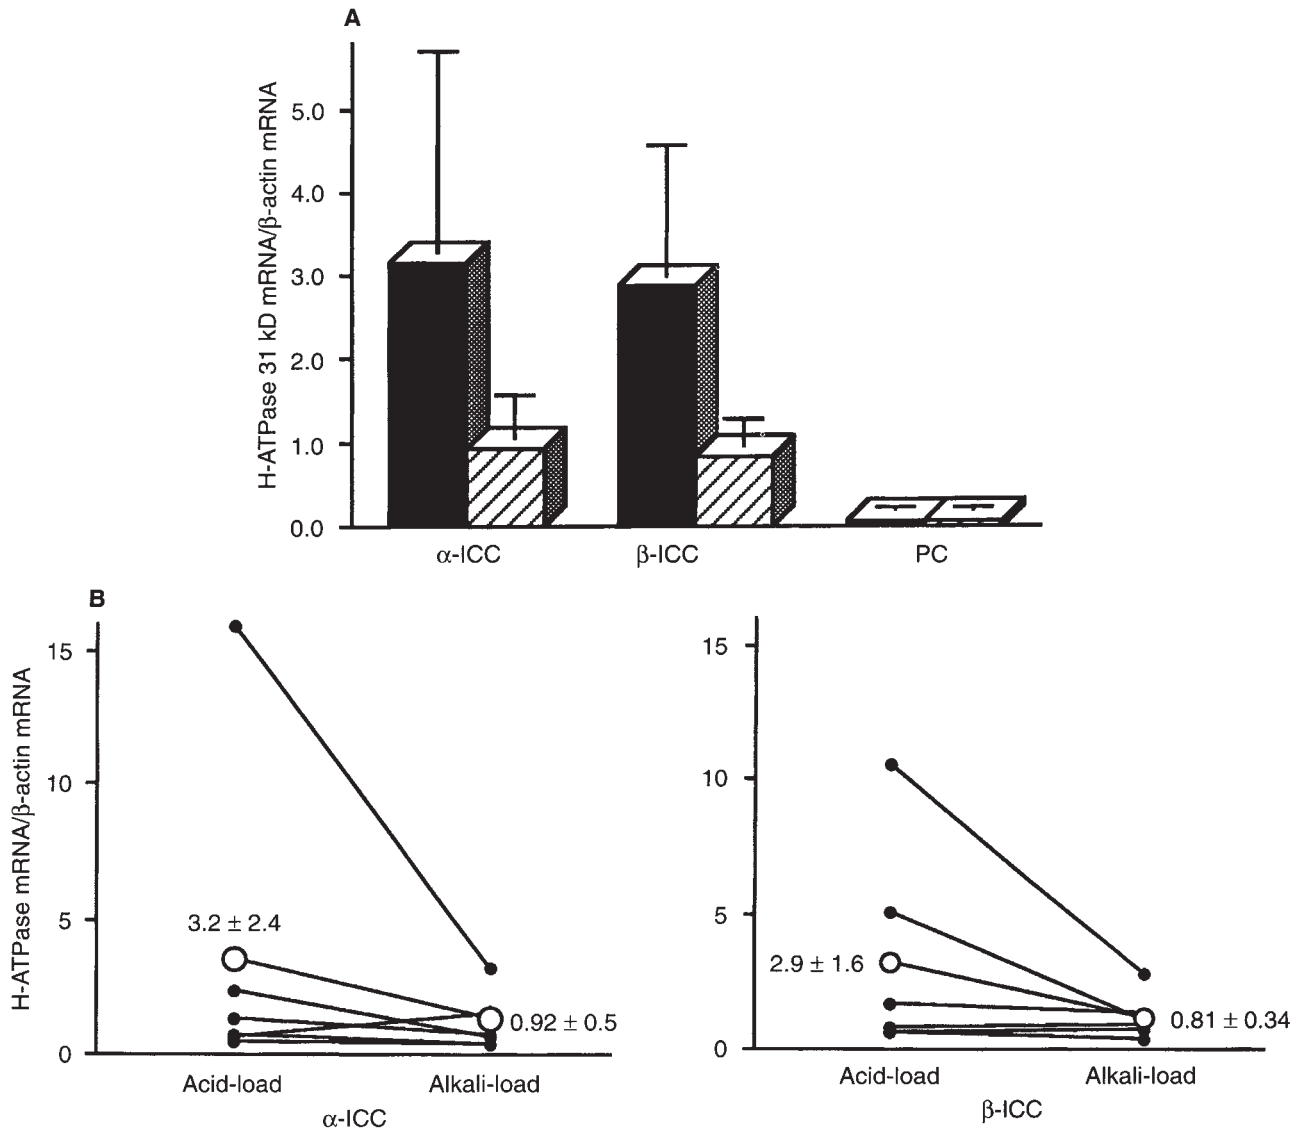 A
H-ATPase 31 kD mRNA/β-actin mRNA
5.0
4.0
3.0
2.0
1.0
0.0
α-ICC β-ICC PC
B
H-ATPase mRNA/β-actin mRNA
15
10
5
0
3.2 ± 2.4
0.92 ± 0.5
Acid-load Alkali-load
α-ICC
15
10
5
0
2.9 ± 1.6
0.81 ± 0.34
Acid-load Alkali-load
β-ICC